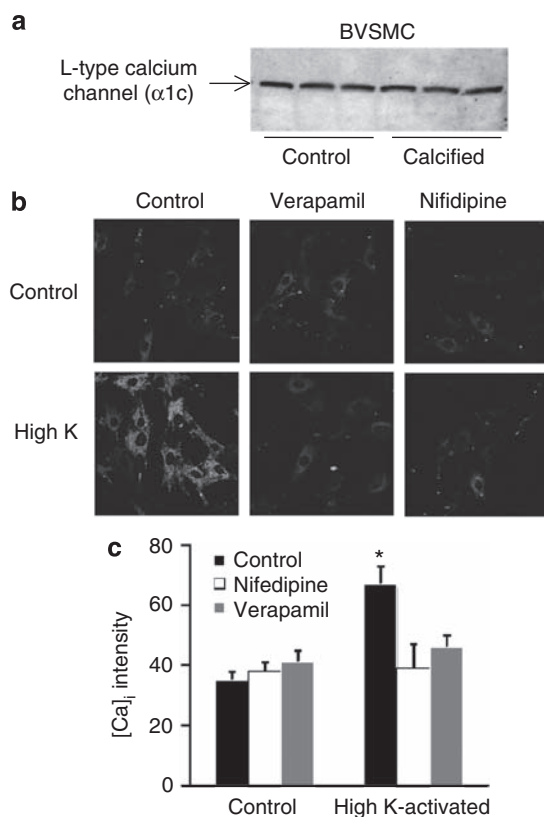 a
BVSMC
L-type calcium
channel (α1c)
Control Calcified
b
Control Verapamil Nifidipine
Control
High K
c
80
60
40
20
0
[Ca]i intensity
*
Control
Nifedipine
Verapamil
Control High K-activated